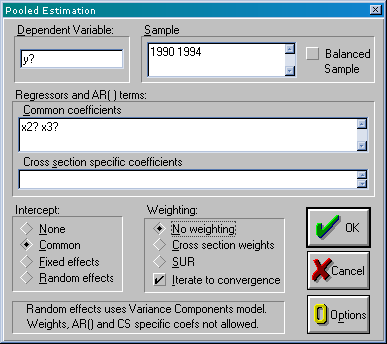 Pooled Estimation
Dependent Variable:
y?
Sample
1990 1994
Balanced
Sample
Regressors and AR( ) terms:
Common coefficients
x2? x3?
Cross section specific coefficients
Intercept:
None
Common
Fixed effects
Random effects
Weighting:
No weighting
Cross section weights
SUR
Iterate to convergence
OK
Cancel
Options
Random effects uses Variance Components model.
Weights, AR() and CS specific coefs not allowed.